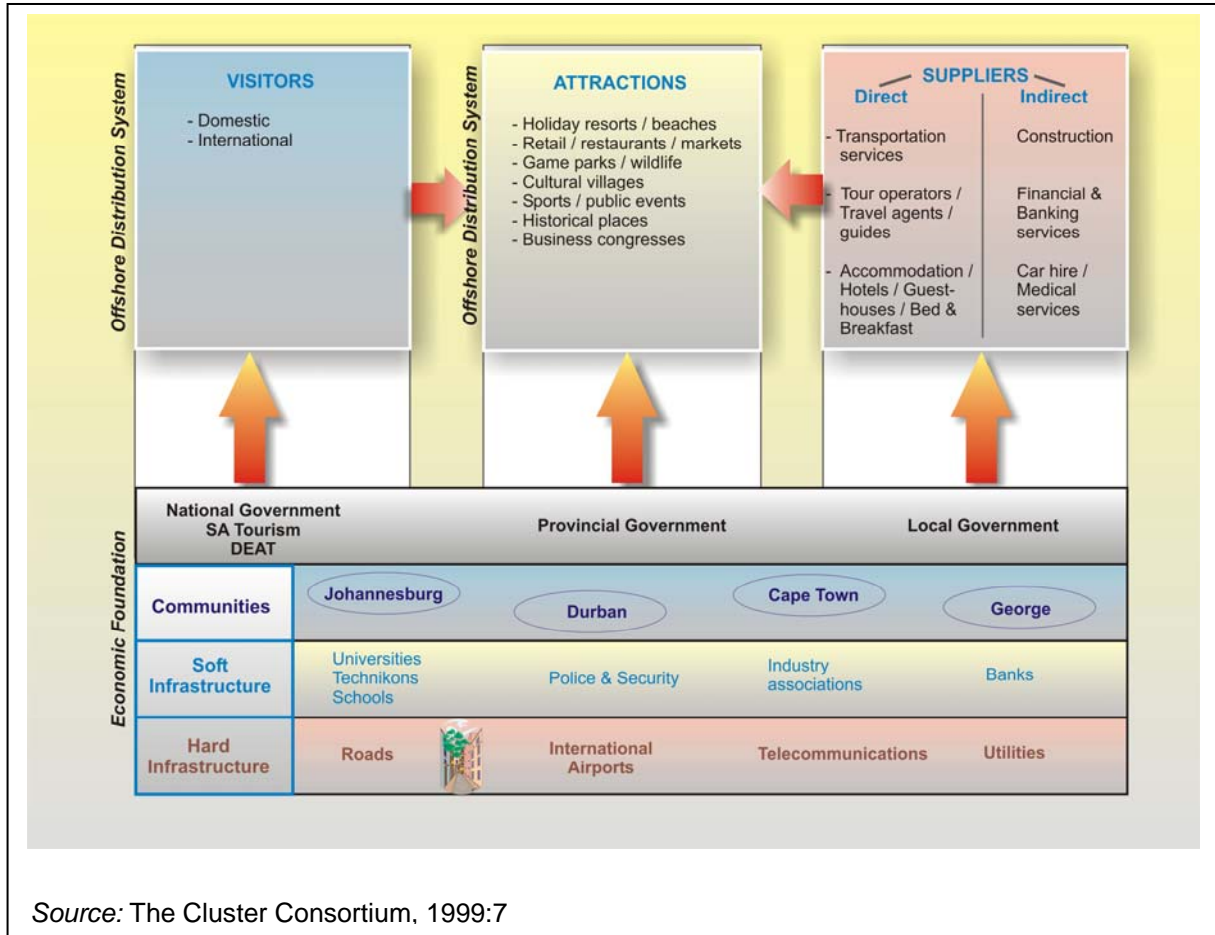 Offshore Distribution System
VISITORS
- Domestic
- International
Offshore Distribution System
ATTRACTIONS
- Holiday resorts / beaches
- Retail / restaurants / markets
- Game parks / wildlife
- Cultural villages
- Sports / public events
- Historical places
- Business congresses
SUPPLIERS
Direct
- Transportation
services
- Tour operators /
Travel agents /
guides
- Accommodation /
Hotels / Guest-
houses / Bed &
Breakfast
Indirect
Construction
Financial &
Banking
services
Car hire /
Medical
services
Economic Foundation
National Government
SA Tourism
DEAT
Provincial Government
Local Government
Communities
Johannesburg
Durban
Cape Town
George
Soft
Infrastructure
Universities
Technikons
Schools
Police & Security
Industry
associations
Banks
Hard
Infrastructure
Roads
International
Airports
Telecommunications
Utilities
Source: The Cluster Consortium, 1999:7